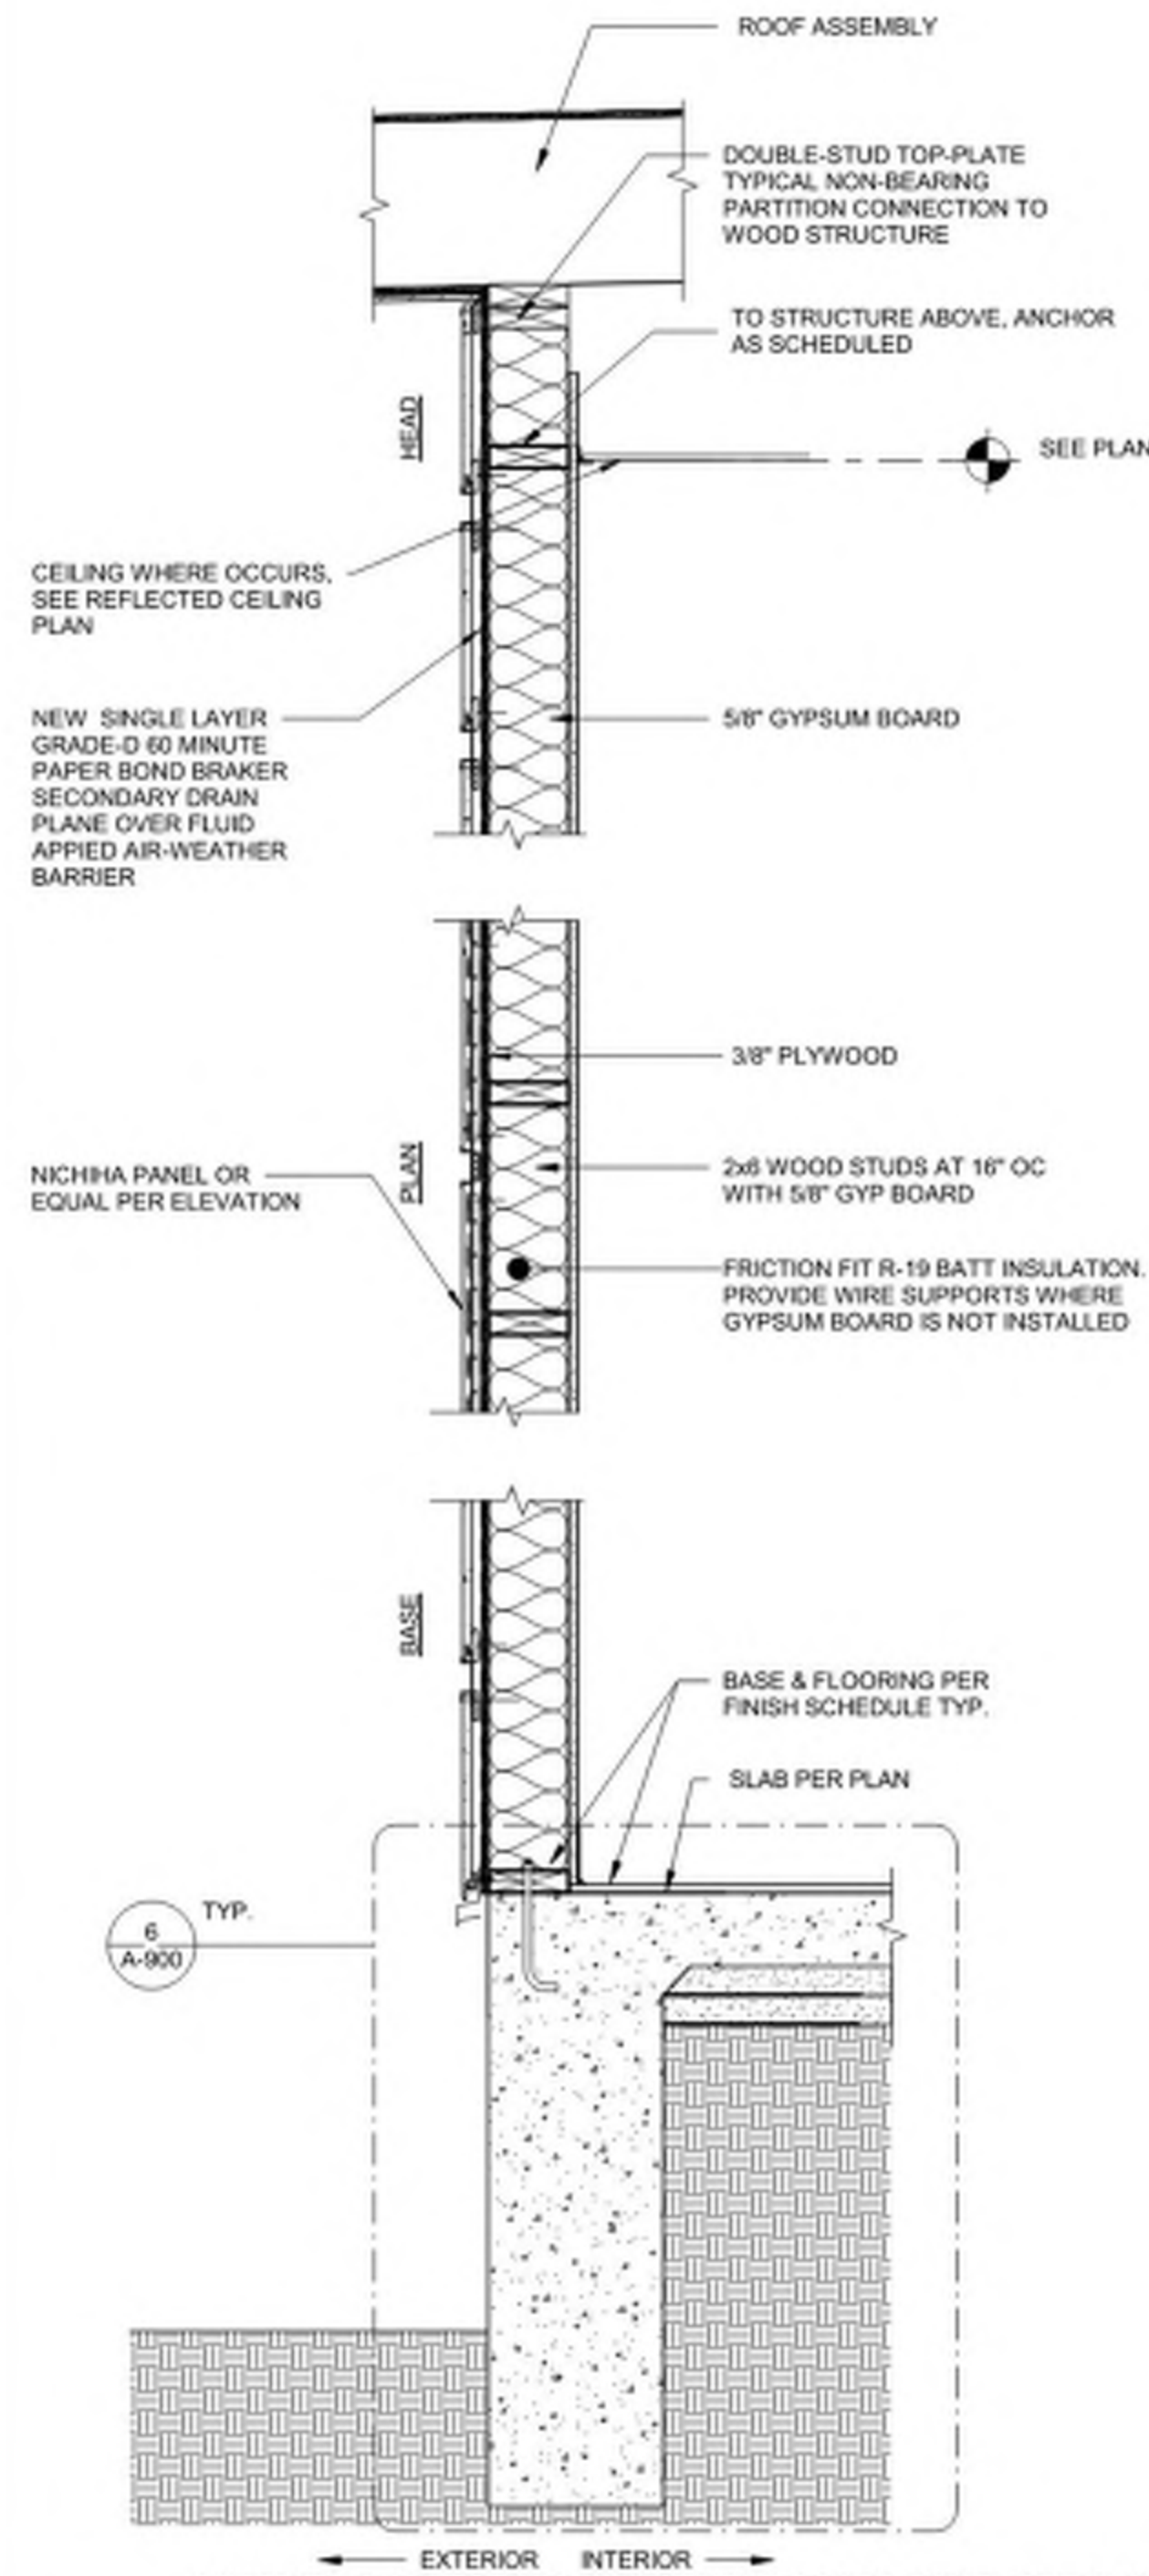 ROOF ASSEMBLY
DOUBLE-STUD TOP-PLATE
TYPICAL NON-BEARING
PARTITION CONNECTION TO
WOOD STRUCTURE
TO STRUCTURE ABOVE, ANCHOR
AS SCHEDULED
HEAD
SEE PLAN
CEILING WHERE OCCURS,
SEE REFLECTED CEILING
PLAN
NEW SINGLE LAYER
GRADE-D 60 MINUTE
PAPER BOND BRAKER
SECONDARY DRAIN
PLANE OVER FLUID
APPIED AIR-WEATHER
BARRIER
5/8" GYPSUM BOARD
3/8" PLYWOOD
PLAN
NICHIHA PANEL OR
EQUAL PER ELEVATION
2x6 WOOD STUDS AT 16" OC
WITH 5/8" GYP BOARD
FRICTION FIT R-19 BATT INSULATION.
PROVIDE WIRE SUPPORTS WHERE
GYPSUM BOARD IS NOT INSTALLED
BASE
BASE & FLOORING PER
FINISH SCHEDULE TYP.
SLAB PER PLAN
TYP.
6
A-900
EXTERIOR INTERIOR